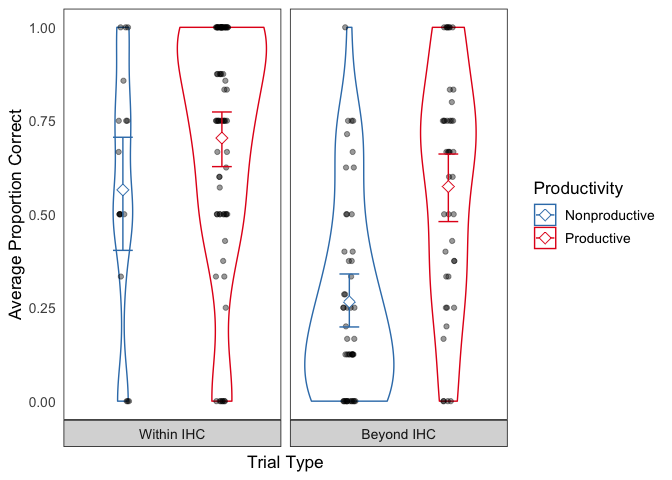 Average Proportion Correct
1.00
0.75
0.50
0.25
0.00
Within IHC
Beyond IHC
Trial Type
Productivity
Nonproductive
Productive